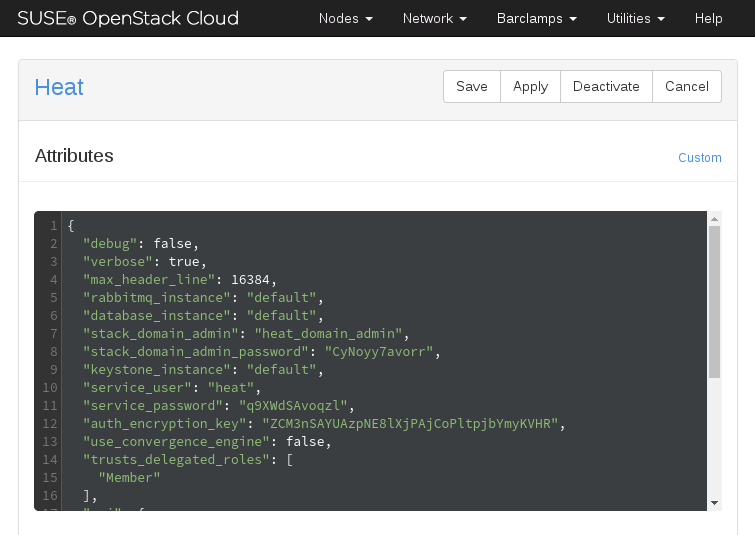 SUSE® OpenStack Cloud Nodes Network Barclamps Utilities Help
Heat Save Apply Deactivate Cancel
Attributes Custom
1 {
2 "debug": false,
3 "verbose": true,
4 "max_header_line": 16384,
5 "rabbitmq_instance": "default",
6 "database_instance": "default",
7 "stack_domain_admin": "heat_domain_admin",
8 "stack_domain_admin_password": "CyNoyy7avorr",
9 "keystone_instance": "default",
10 "service_user": "heat",
11 "service_password": "q9XWdSAvoqzl",
12 "auth_encryption_key": "ZCM3nSAYUAzpNE8lXjPAjCoPltpjbYmyKVHR",
13 "use_convergence_engine": false,
14 "trusts_delegated_roles": [
15 "Member"
16 ],